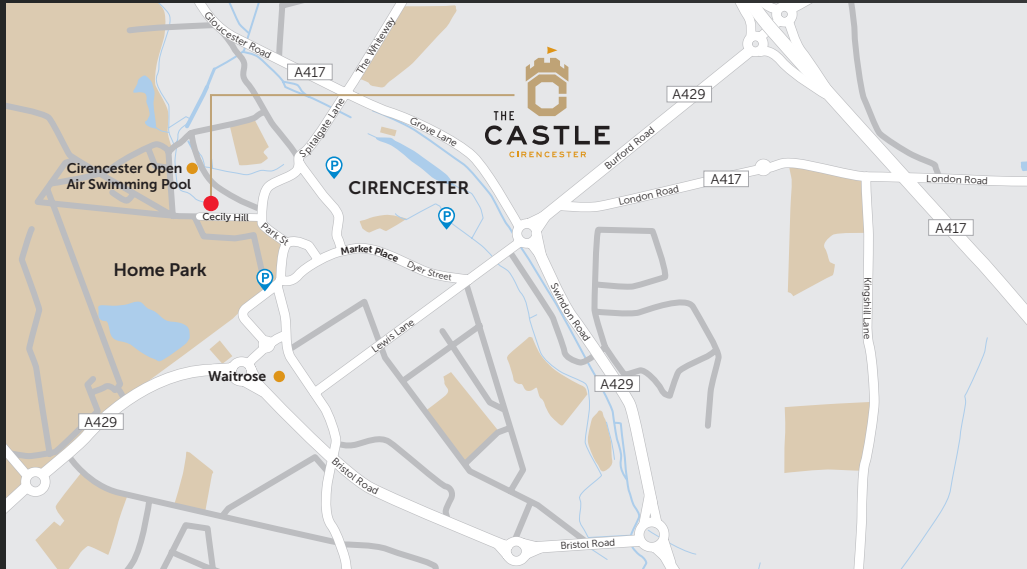 Gloucester Road
The Whiteway
A417
A429
Spitalgate Lane
Grove Lane
THE
CASTLE
CIRENCESTER
Burford Road
Cirencester Open
Air Swimming Pool
P
CIRENCESTER
A417
London Road
London Road
P
Cecily Hill
A417
Park St
Market Place
Dyer Street
Home Park
P
Swindon Road
Kingshill Lane
Lewis Lane
Waitrose
A429
A429
Bristol Road
Bristol Road